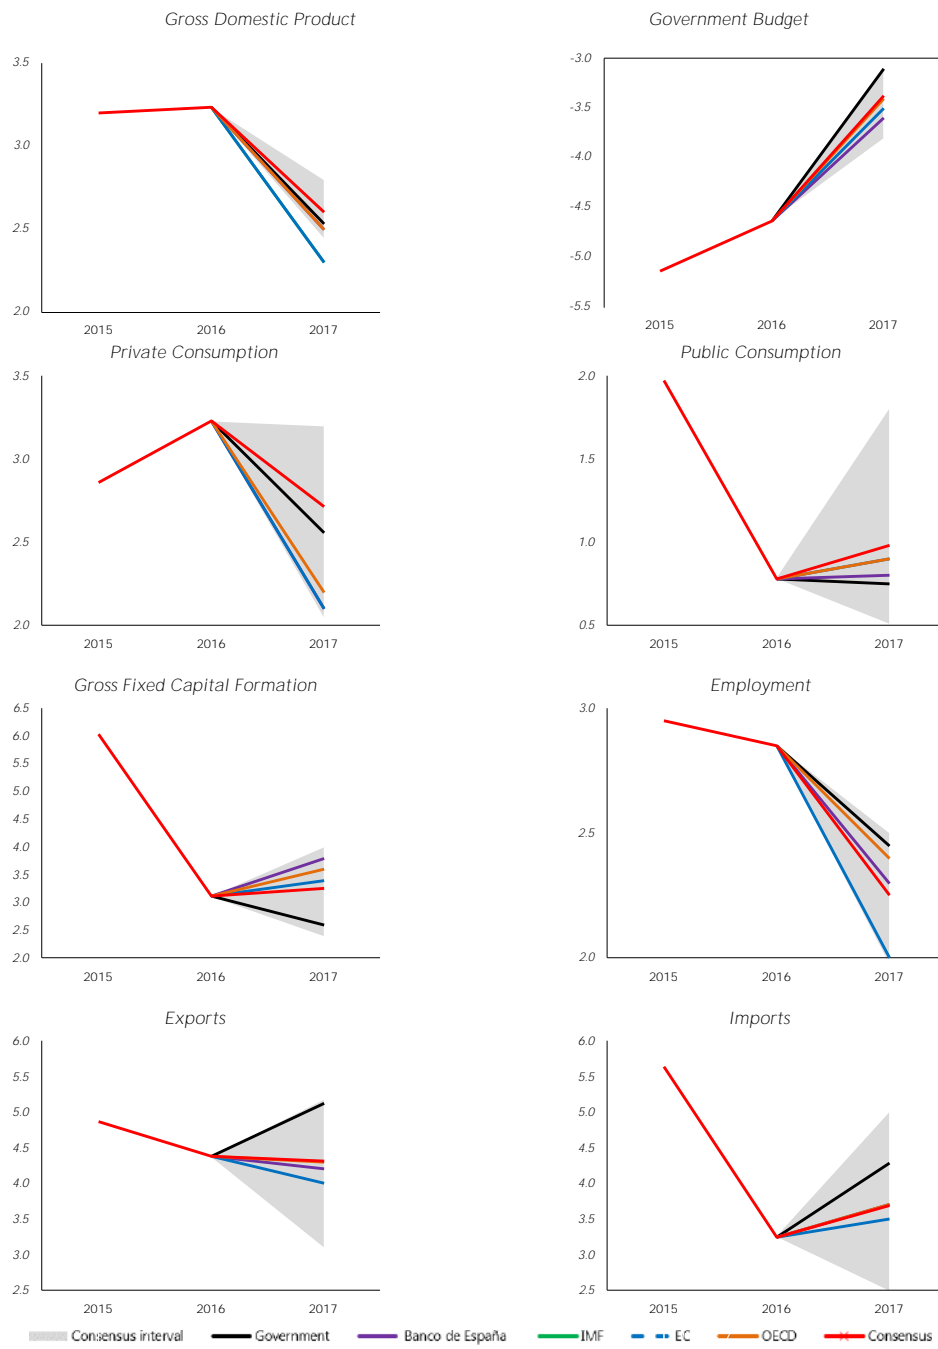 Gross Domestic Product
3.5
3.0
2.5
2.0
2015 2016 2017
Government Budget
-3.0
-3.5
-4.0
-4.5
-5.0
-5.5
2015 2016 2017
Private Consumption
3.5
3.0
2.5
2.0
2015 2016 2017
Public Consumption
2.0
1.5
1.0
0.5
2015 2016 2017
Gross Fixed Capital Formation
6.5
6.0
5.5
5.0
4.5
4.0
3.5
3.0
2.5
2.0
2015 2016 2017
Employment
3.0
2.5
2.0
2015 2016 2017
Exports
6.0
5.5
5.0
4.5
4.0
3.5
3.0
2.5
2015 2016 2017
Imports
6.0
5.5
5.0
4.5
4.0
3.5
3.0
2.5
2015 2016 2017
Consensus interval Government Banco de España IMF EC OECD Consensus